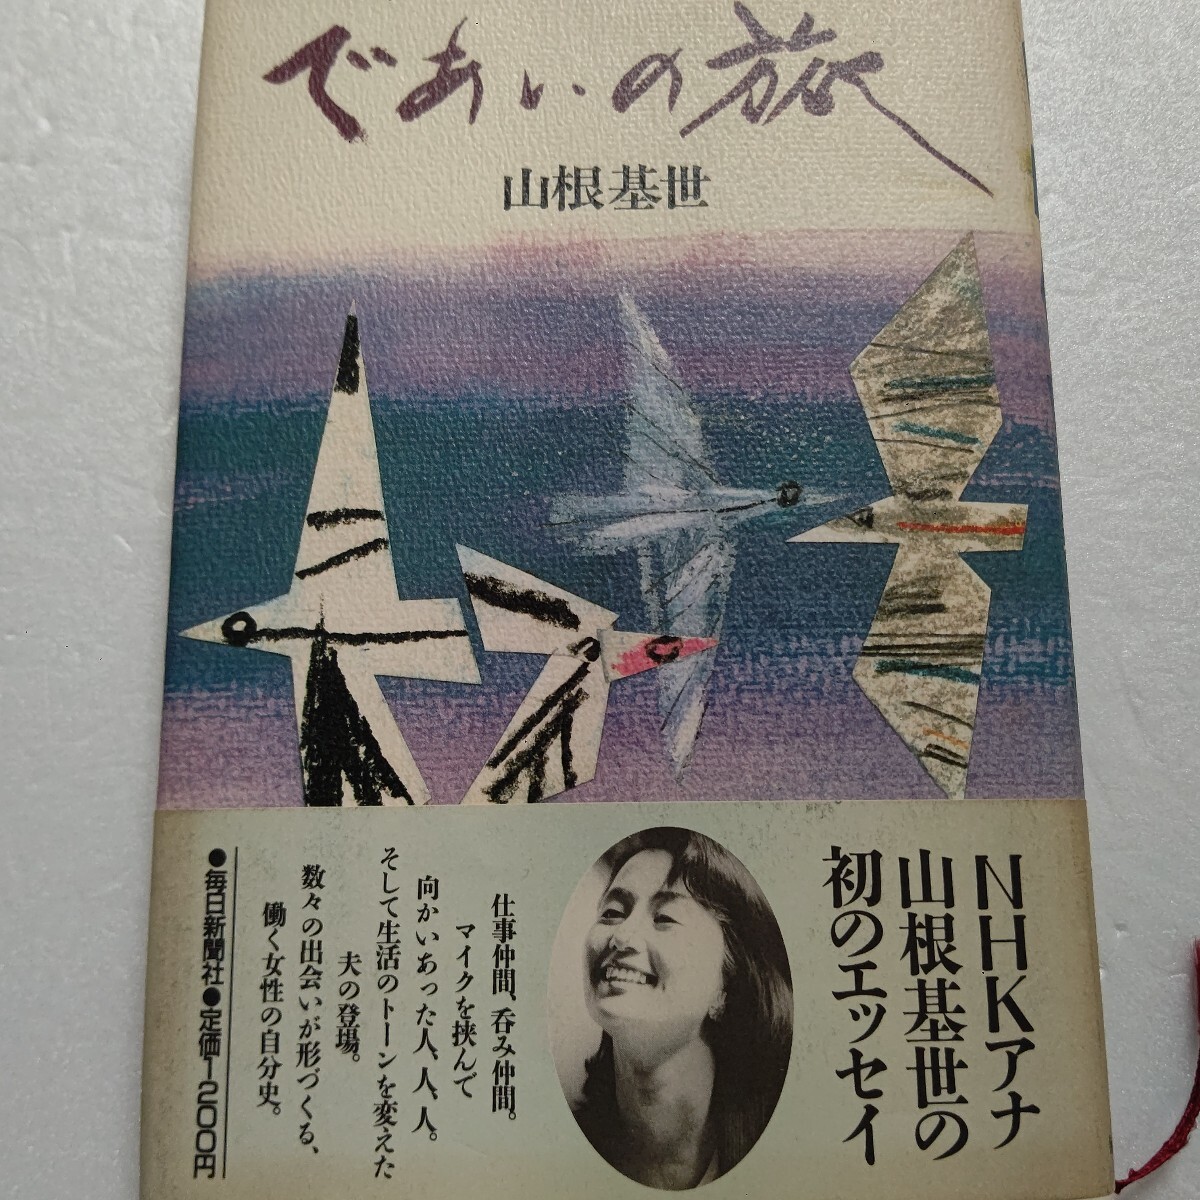 であいの旅
山根基世
NHKアナ
山根基世の
初のエッセイ
仕事仲間、呑み仲間。
マイクを挟んで
向かいあった人、人、人。
そして生活のトーンを変えた
夫の登場。
数々の出会いが形づくる、
働く女性の自分史。
●毎日新聞社●定価1200円